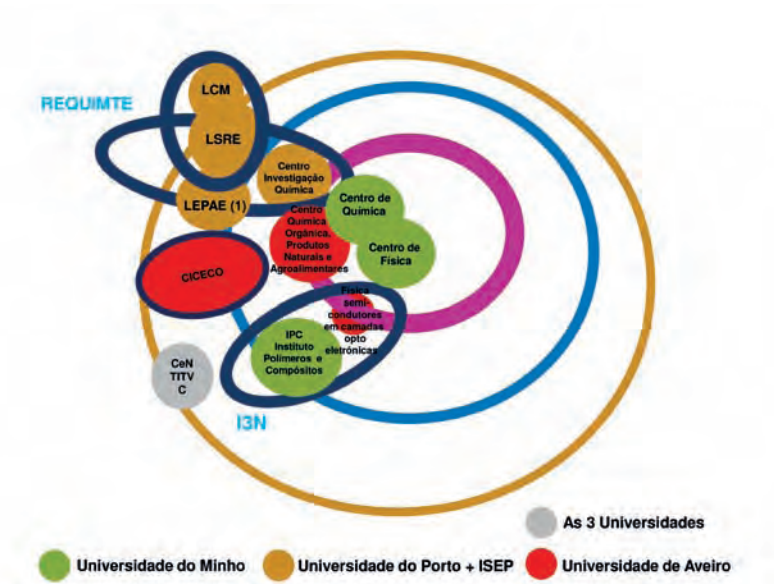 LCM
REQUIMTE
LSRE
Centro
Investigação
Química
LEPAE (1)
Centro de
Química
Centro
Química
Orgânica,
Produtos
Naturais e
Agroalimentares
Centro de
Física
CICECO
Física
semi-
condutores
em camadas
opto
eletrónicas
IPC
Instituto
Polímeros e
Compósitos
CeN
TITV
C
I3N
As 3 Universidades
Universidade do Minho
Universidade do Porto + ISEP
Universidade de Aveiro